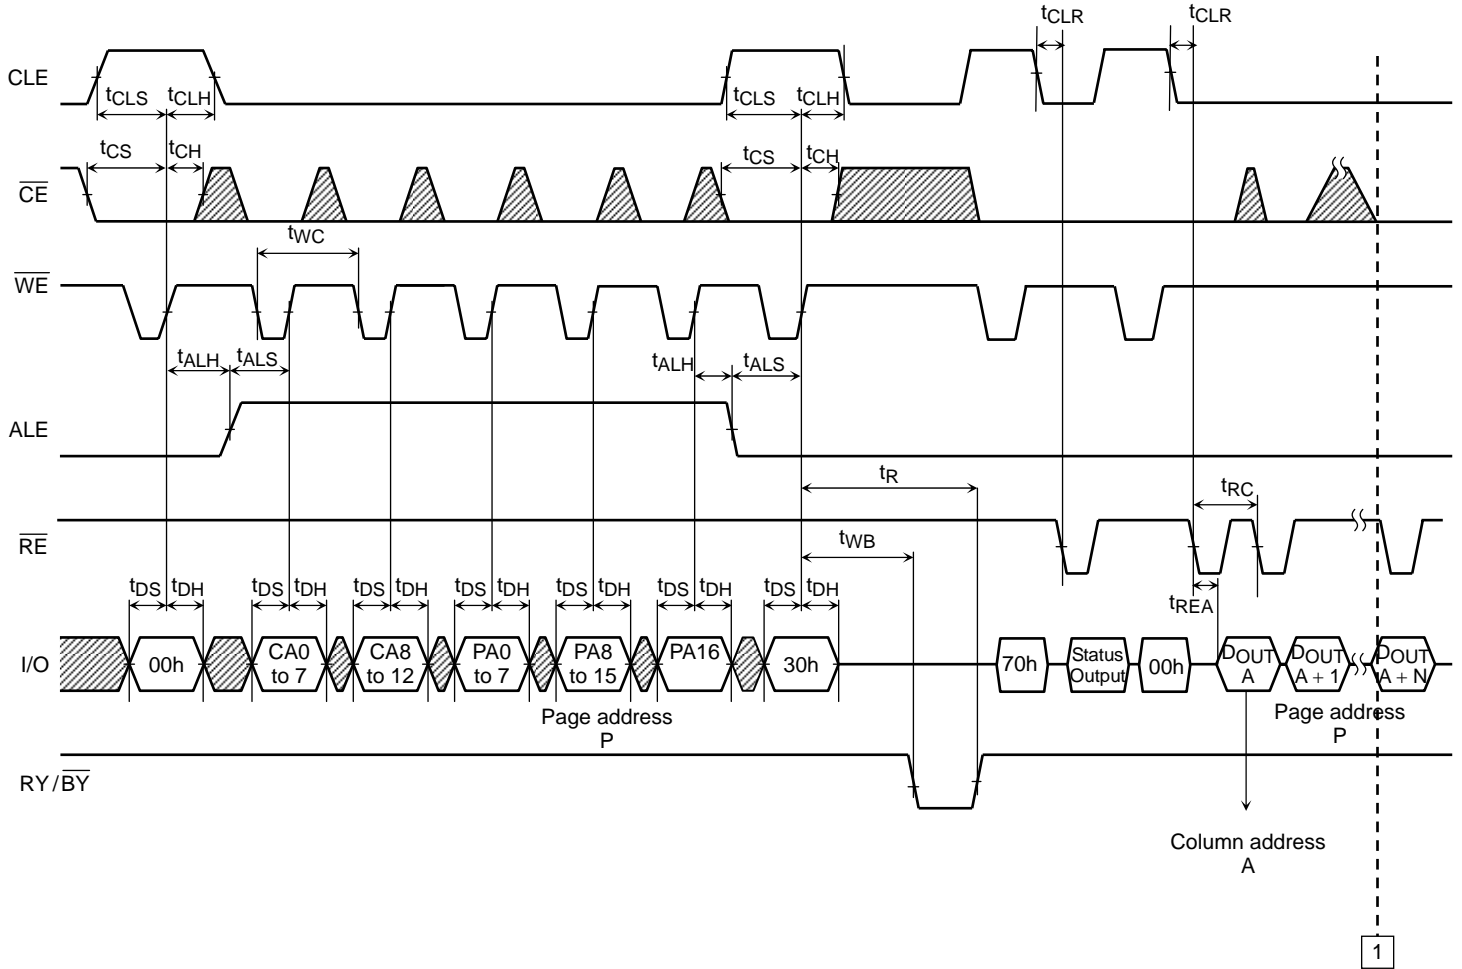 tCLR tCLR
CLE
tCLS tCLH tCLS tCLH
tCS tCH tCS tCH
CE
tWC
WE
tALH tALS tALH tALS
ALE
tR
tRC
RE
tWB
tDS tDH tDS tDH tDS tDH tDS tDH tDS tDH tDS tDH tDS tDH
tREA
I/O
00h
CA0
to 7
CA8
to 12
PA0
to 7
PA8
to 15
PA16
30h
70h
Status
Output
00h
DOUT
A
DOUT
A + 1
DOUT
A + N
Page address
P
Page address
P
RY/BY
Column address
A
1